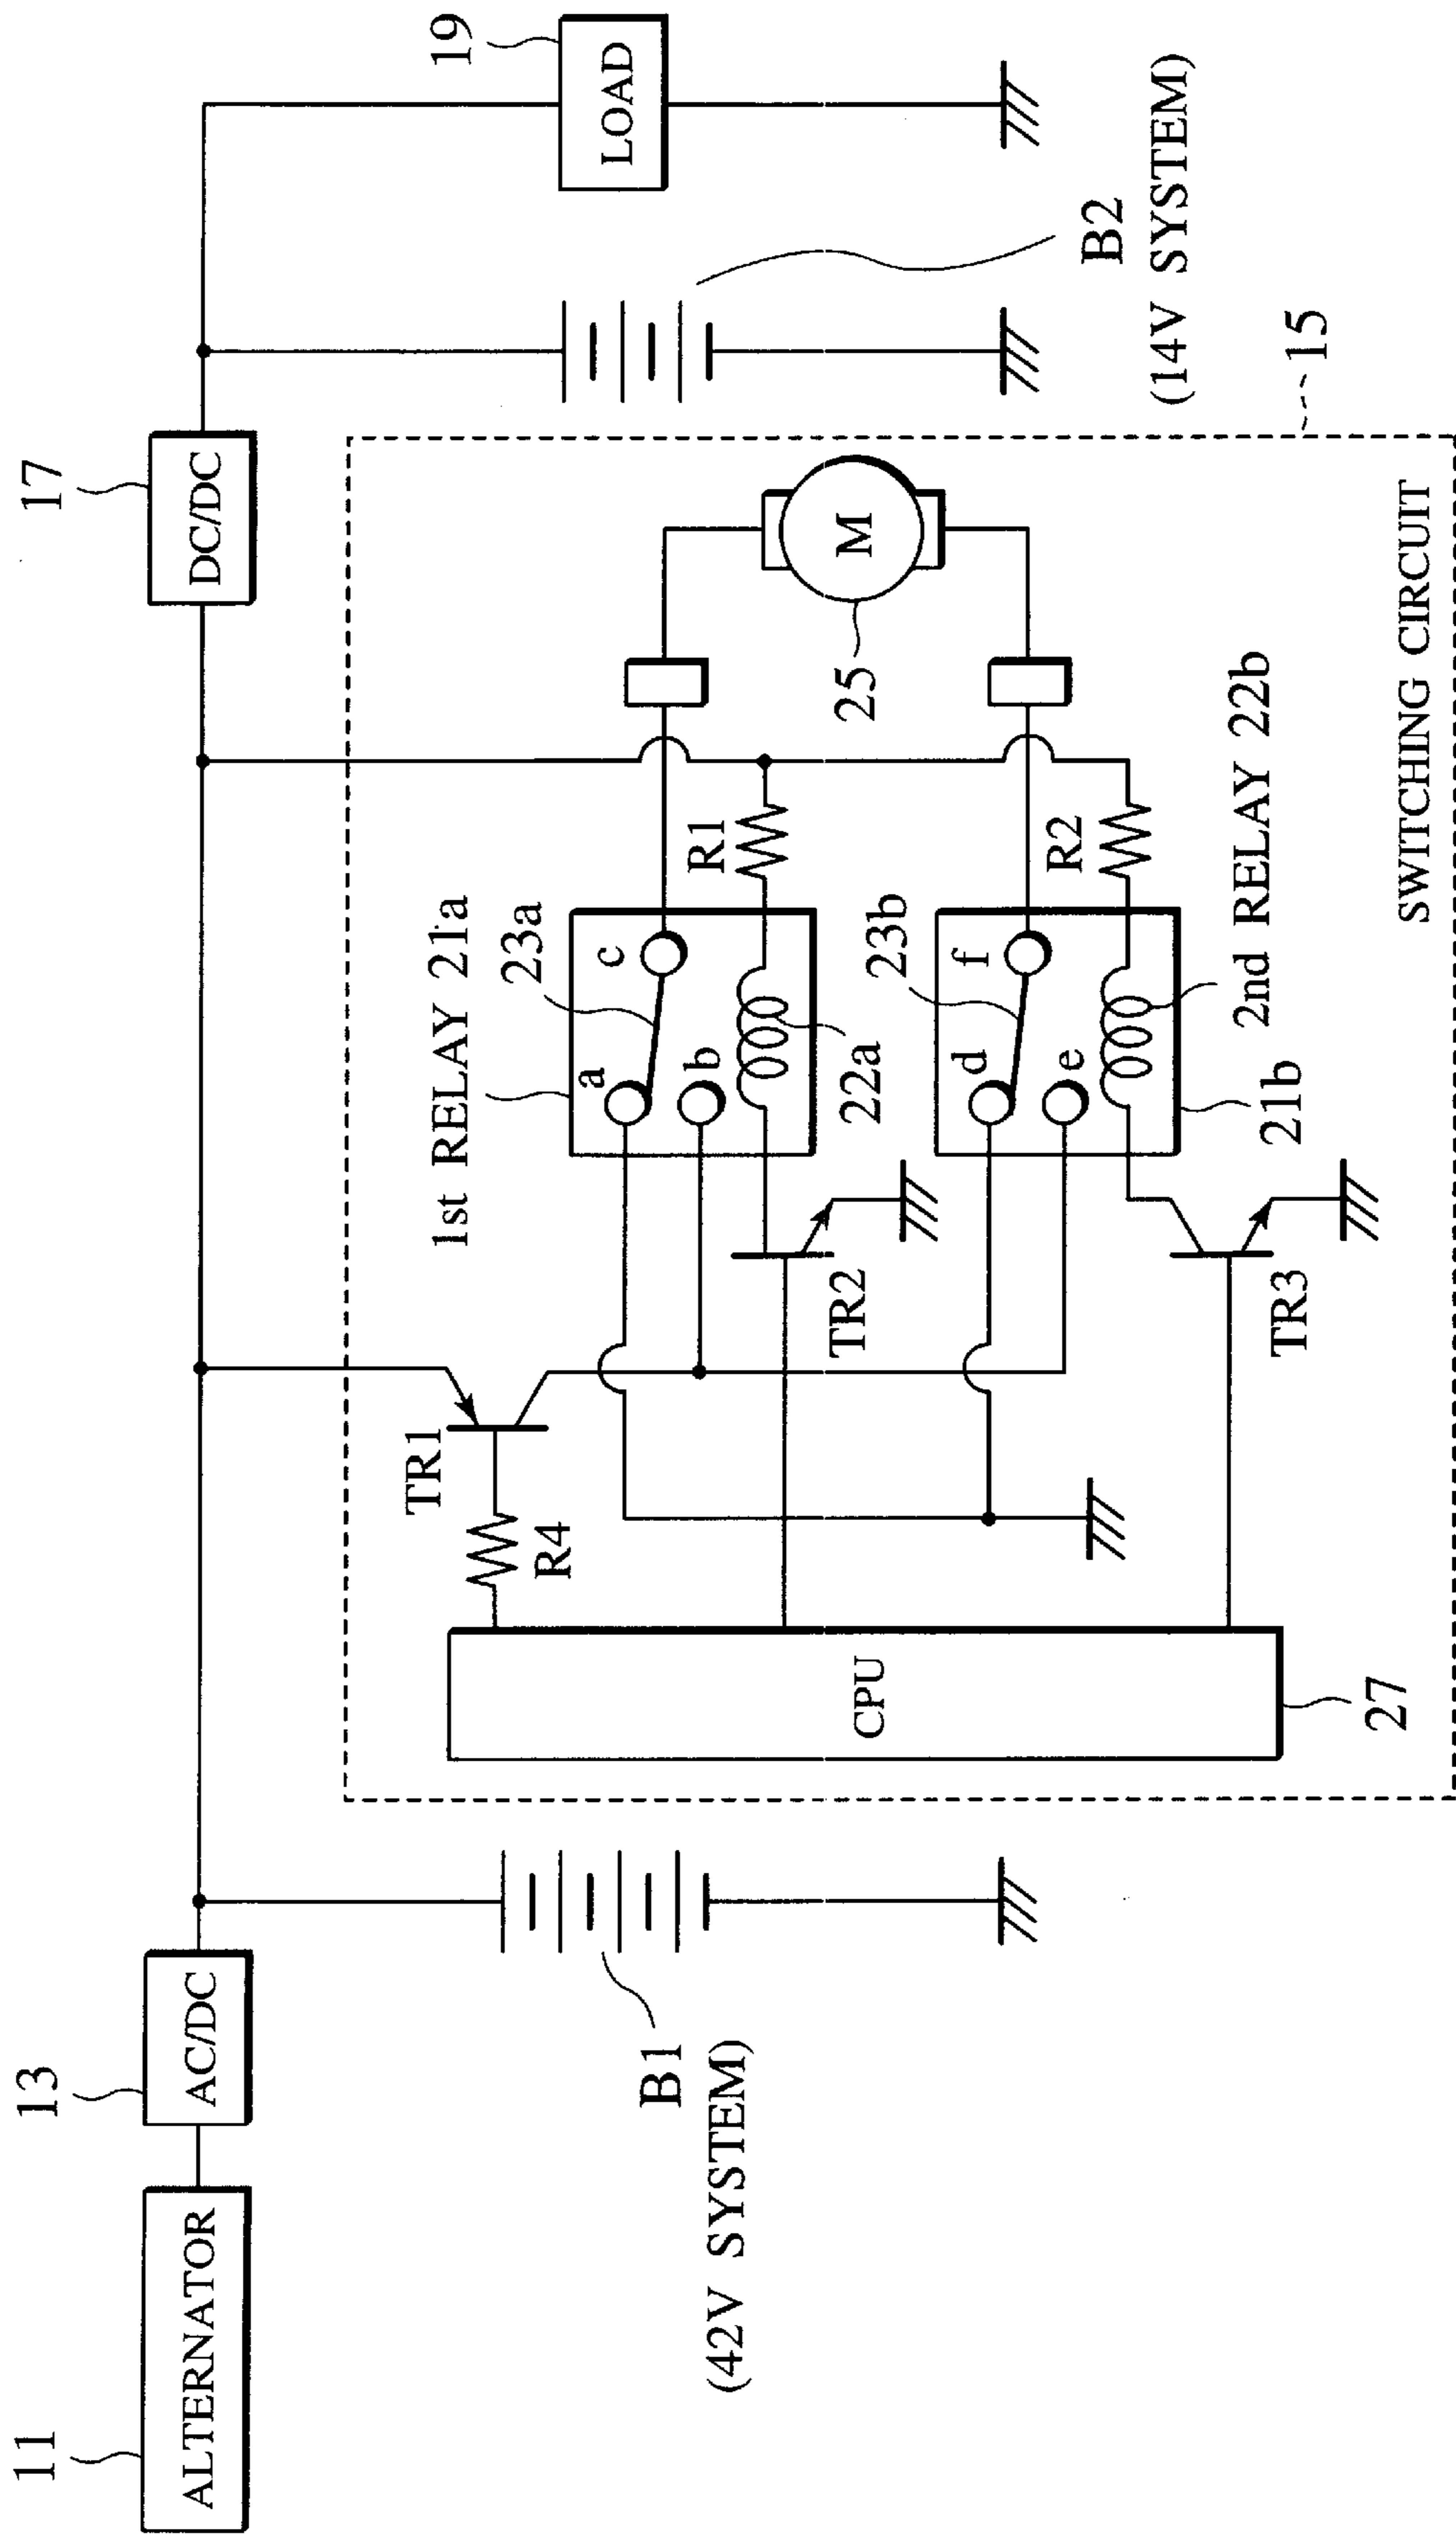 11
ALTERNATOR
13
AC/DC
B1
(42V SYSTEM)
17
DC/DC
19
LOAD
B2
(14V SYSTEM)
15
SWITCHING CIRCUIT
CPU
27
R4
TR1
TR2
TR3
1st RELAY 21a
23a
a
b
c
22a
R1
23b
d
e
f
21b
2nd RELAY 22b
R2
M
25